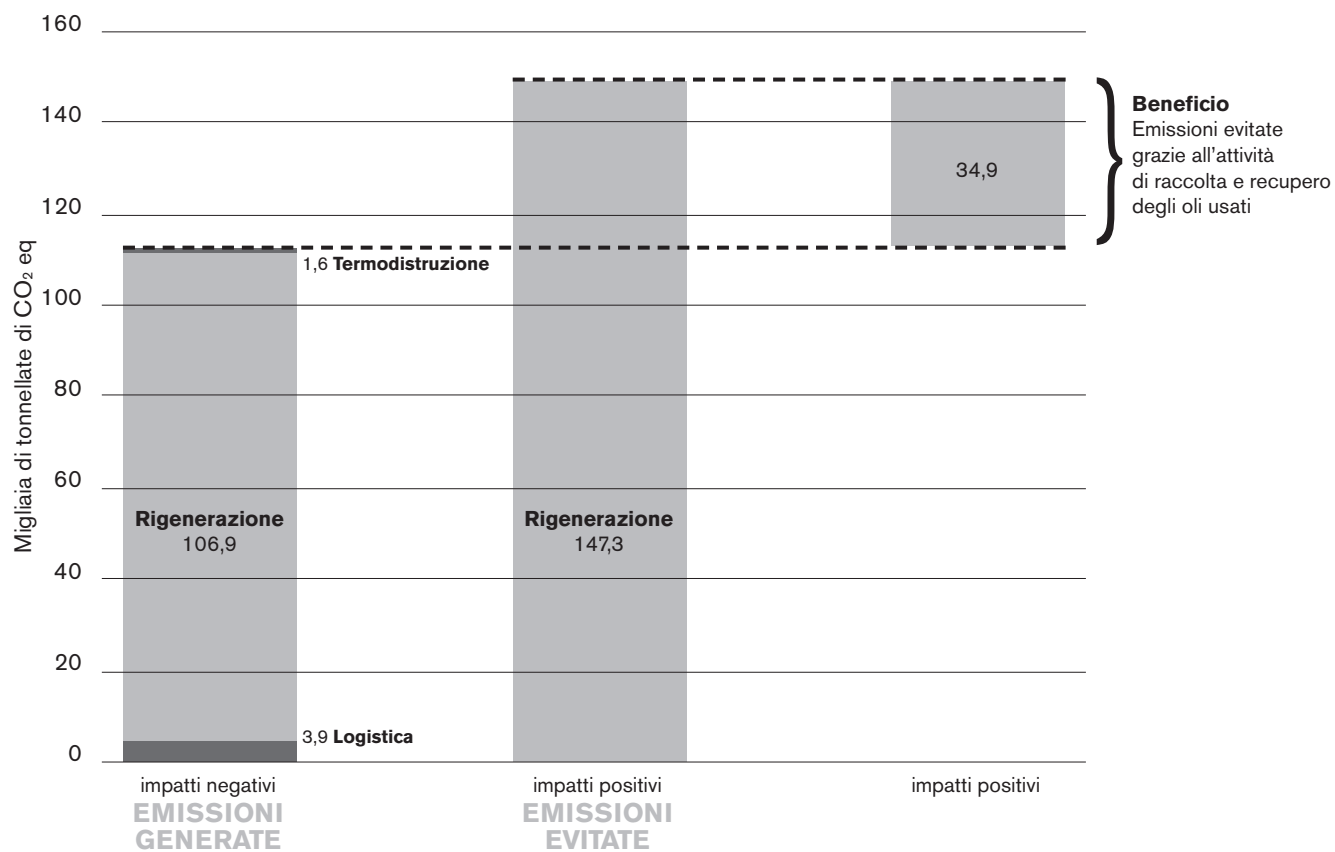 160
140
120
100
80
60
40
20
0
Migliaia di tonnellate di CO₂ eq
1,6 Termodistruzione
Rigenerazione
106,9
3,9 Logistica
Rigenerazione
147,3
34,9
Beneficio
Emissioni evitate
grazie all’attività
di raccolta e recupero
degli oli usati
impatti negativi
EMISSIONI
GENERATE
impatti positivi
EMISSIONI
EVITATE
impatti positivi